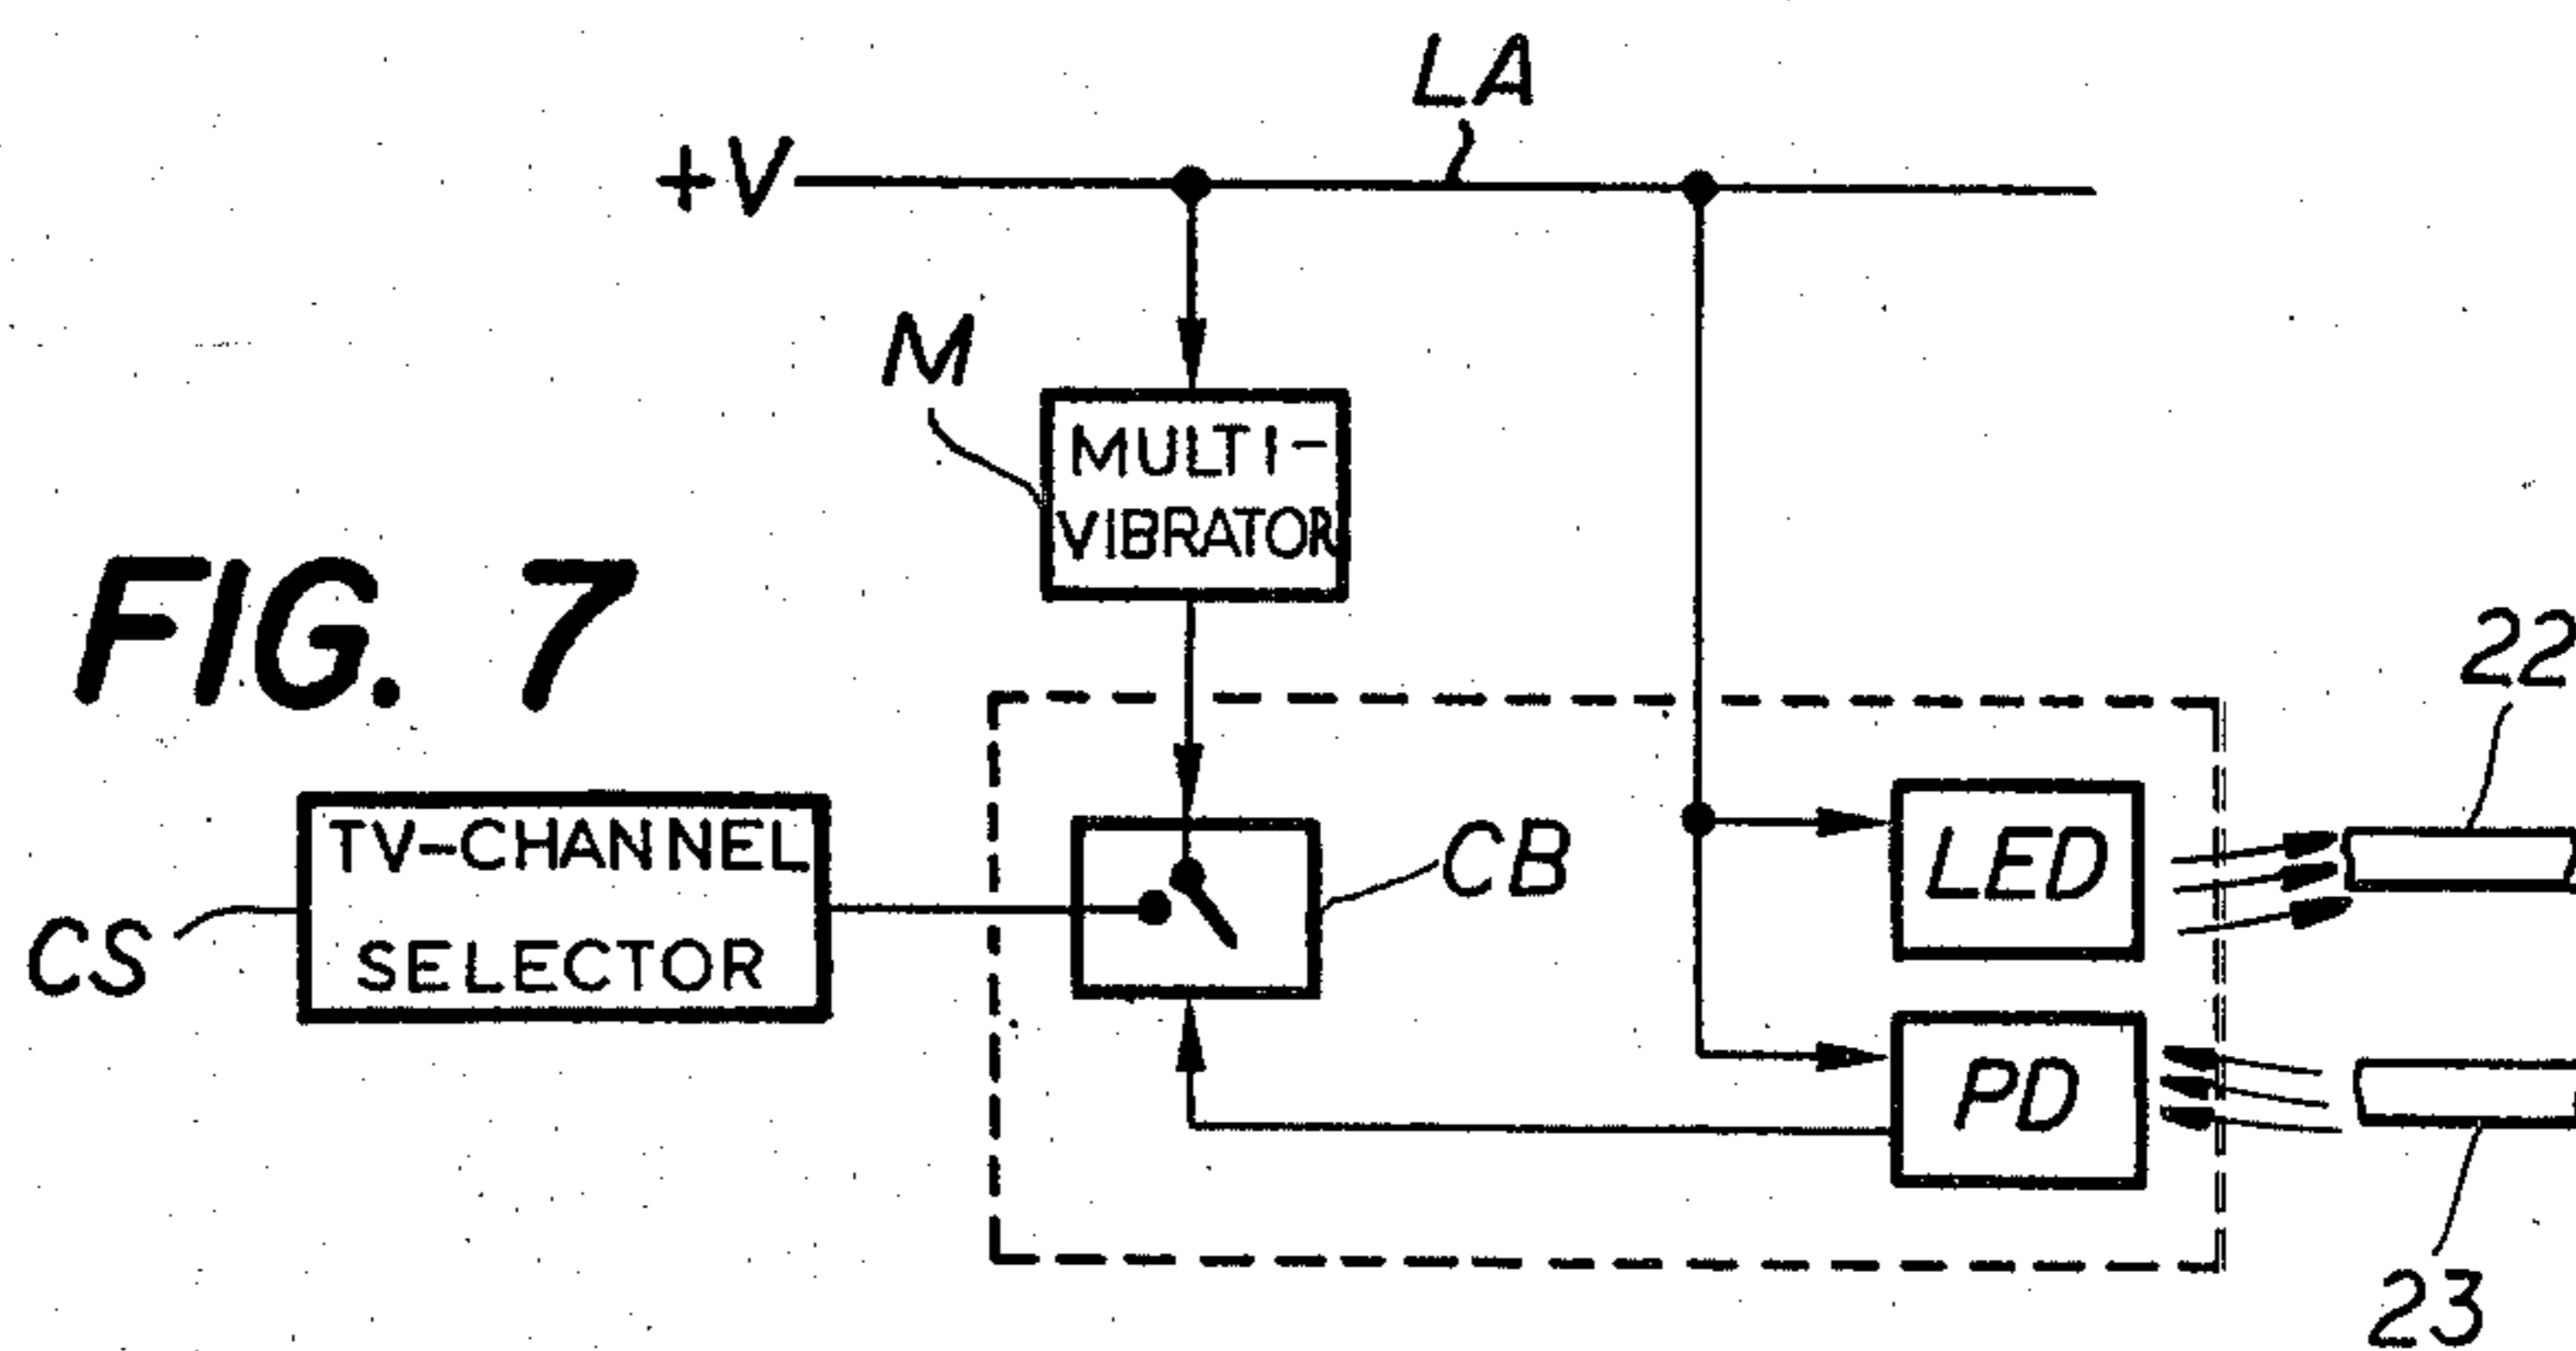 LA
+V
M
MULTI-
VIBRATOR
FIG. 7
22
TV-CHANNEL
SELECTOR
CS
CB
LED
PD
23